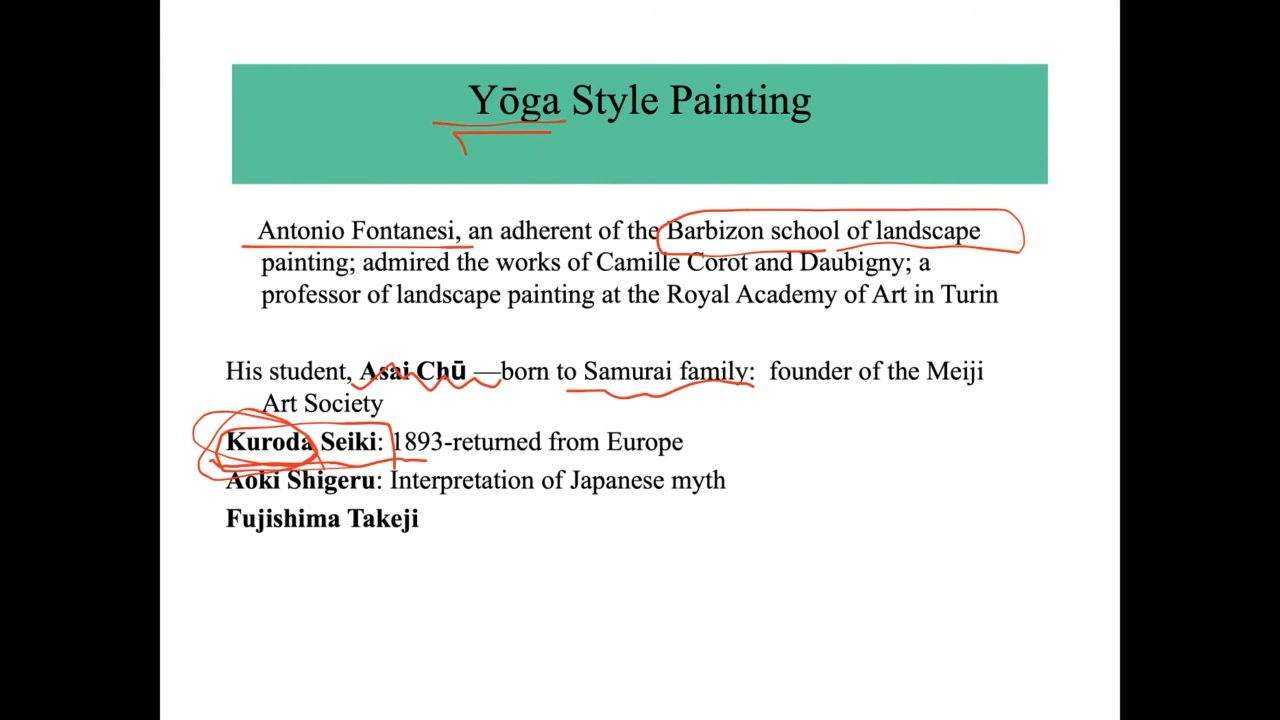 Yōga Style Painting
Antonio Fontanesi, an adherent of the Barbizon school of landscape
painting; admired the works of Camille Corot and Daubigny; a
professor of landscape painting at the Royal Academy of Art in Turin
His student, Asai Chū —born to Samurai family:  founder of the Meiji
Art Society
Kuroda Seiki: 1893-returned from Europe
Aoki Shigeru: Interpretation of Japanese myth
Fujishima Takeji